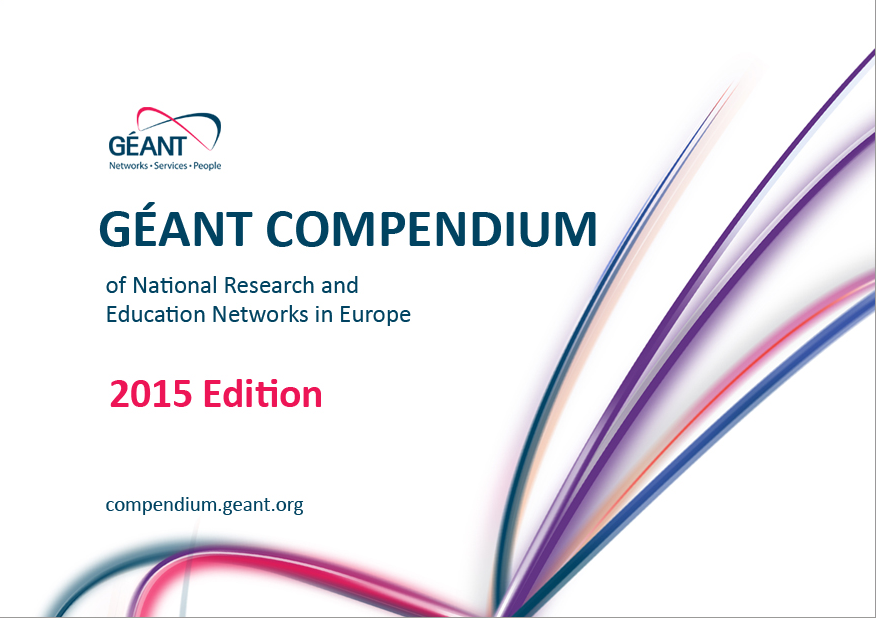 GÉANT
Networks • Services • People
GÉANT COMPENDIUM
of National Research and
Education Networks in Europe
2015 Edition
compendium.geant.org